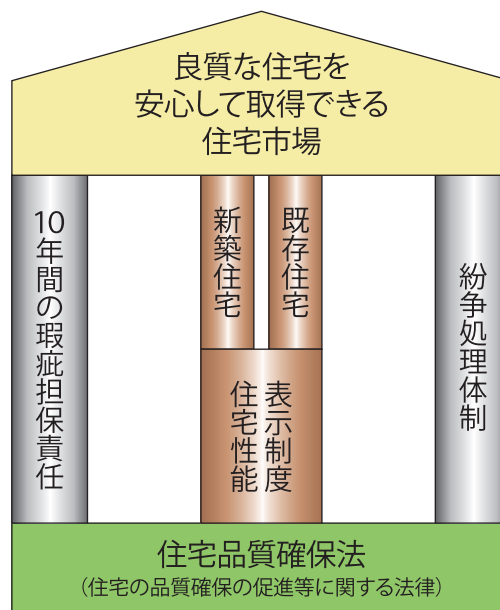 良質な住宅を
安心して取得できる
住宅市場
10年間の瑕疵担保責任
新築住宅
既存住宅
住宅性能
表示制度
紛争処理体制
住宅品質確保法
（住宅の品質確保の促進等に関する法律）